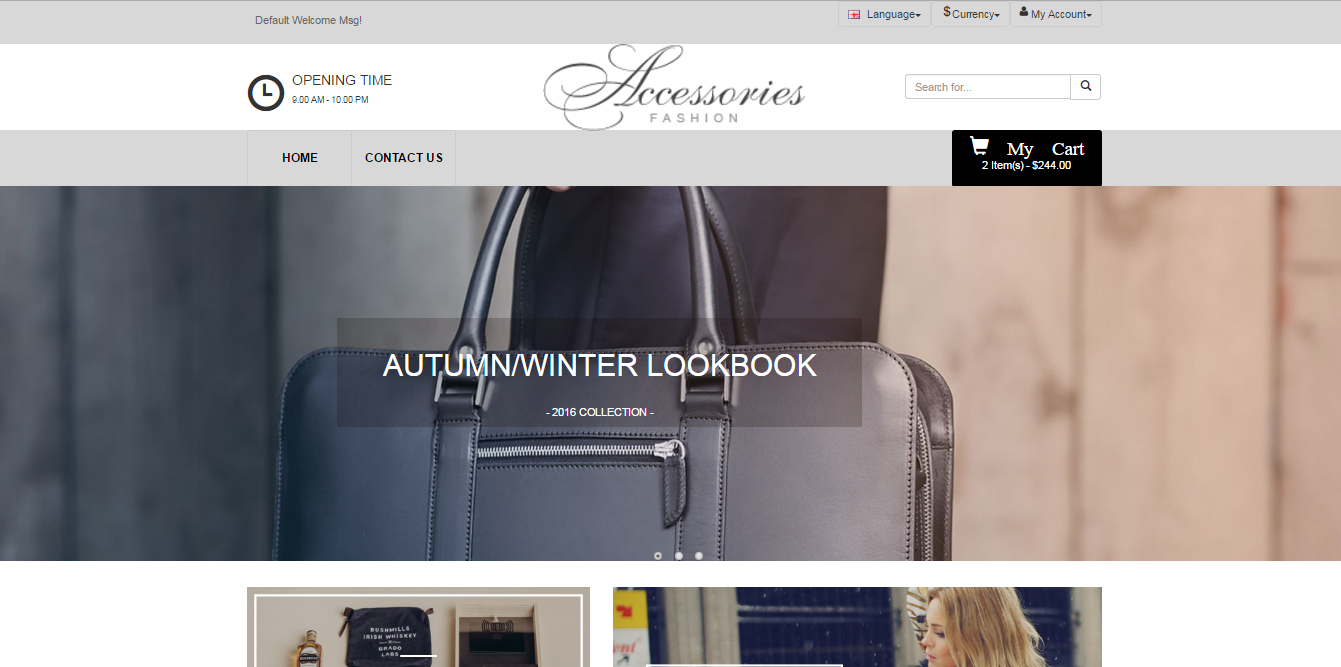 Default Welcome Msg!
Language
$ Currency
My Account
OPENING TIME
9.00 AM - 10.00 PM
Accessories
FASHION
Search for...
HOME
CONTACT US
My Cart
2 Item(s) - $244.00
AUTUMN/WINTER LOOKBOOK
- 2016 COLLECTION -
BUSHMILLS
IRISH WHISKEY
X
GRADO
LABS